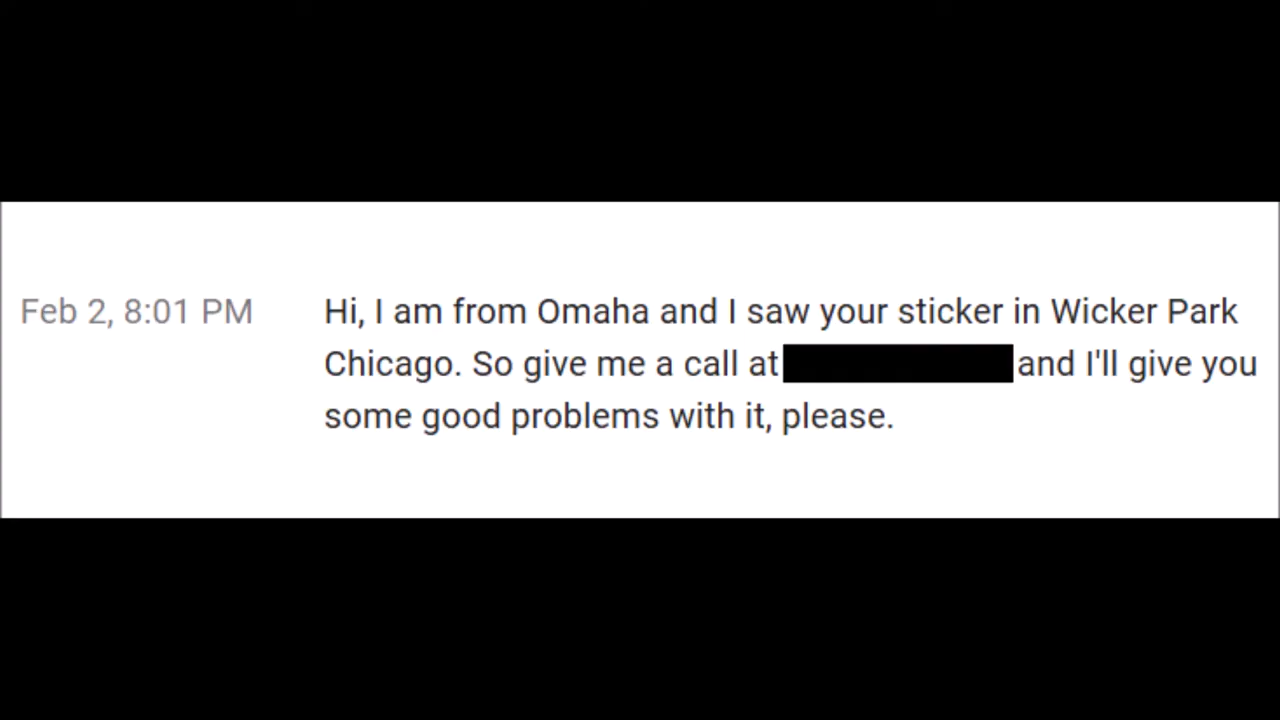 Feb 2, 8:01 PM Hi, I am from Omaha and I saw your sticker in Wicker Park
Chicago. So give me a call at and I'll give you
some good problems with it, please.